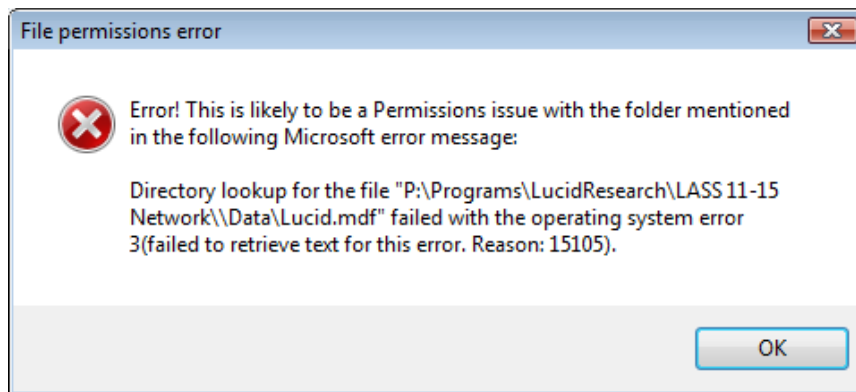 File permissions error
Error! This is likely to be a Permissions issue with the folder mentioned
in the following Microsoft error message:
Directory lookup for the file "P:\Programs\LucidResearch\LASS 11-15
Network\\Data\Lucid.mdf" failed with the operating system error
3(failed to retrieve text for this error. Reason: 15105).
OK